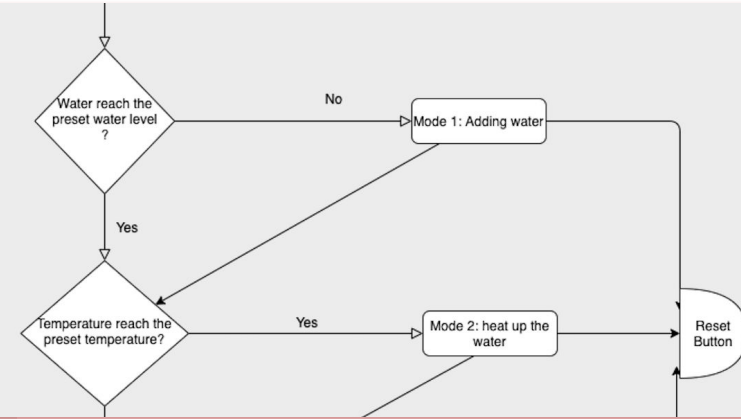 Water reach the
preset water level
?
No
Mode 1: Adding water
Yes
Temperature reach the
preset temperature?
Yes
Mode 2: heat up the
water
Reset
Button